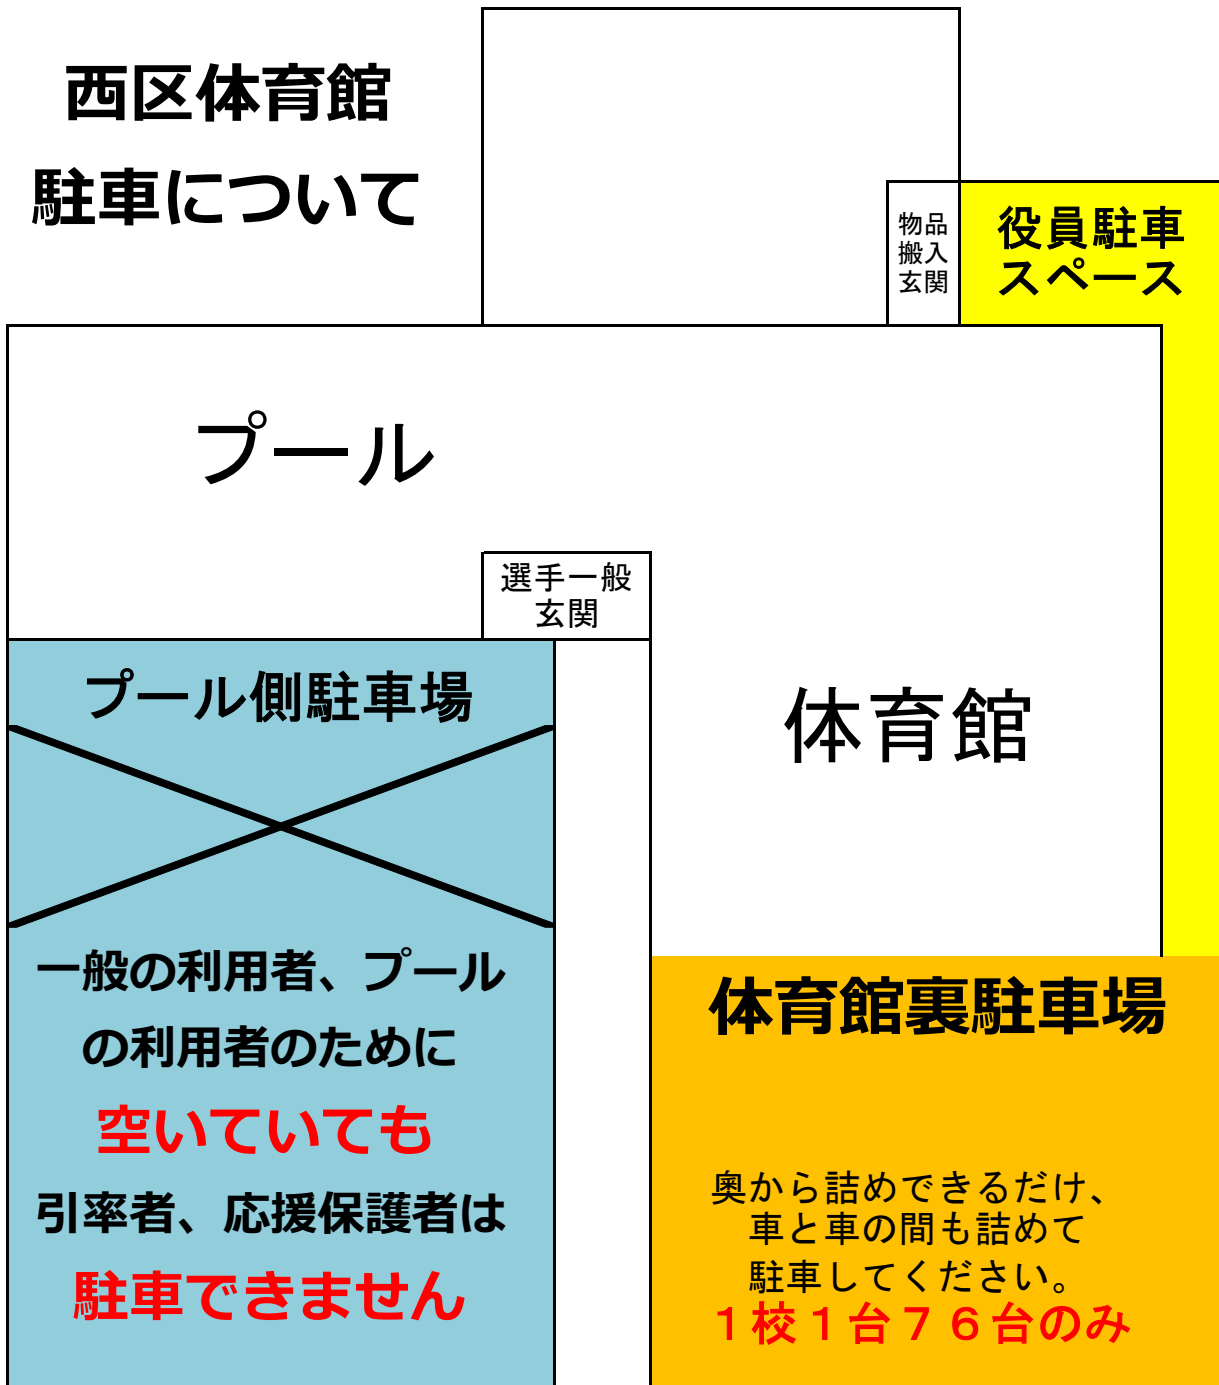 西区体育館
駐車について
物品
搬入
玄関
役員駐車
スペース
プール
選手一般
玄関
プール側駐車場
体育館
一般の利用者、プール
の利用者のために
空いていても
引率者、応援保護者は
駐車できません
体育館裏駐車場
奥から詰めできるだけ、
車と車の間も詰めて
駐車してください。
１校１台７６台のみ